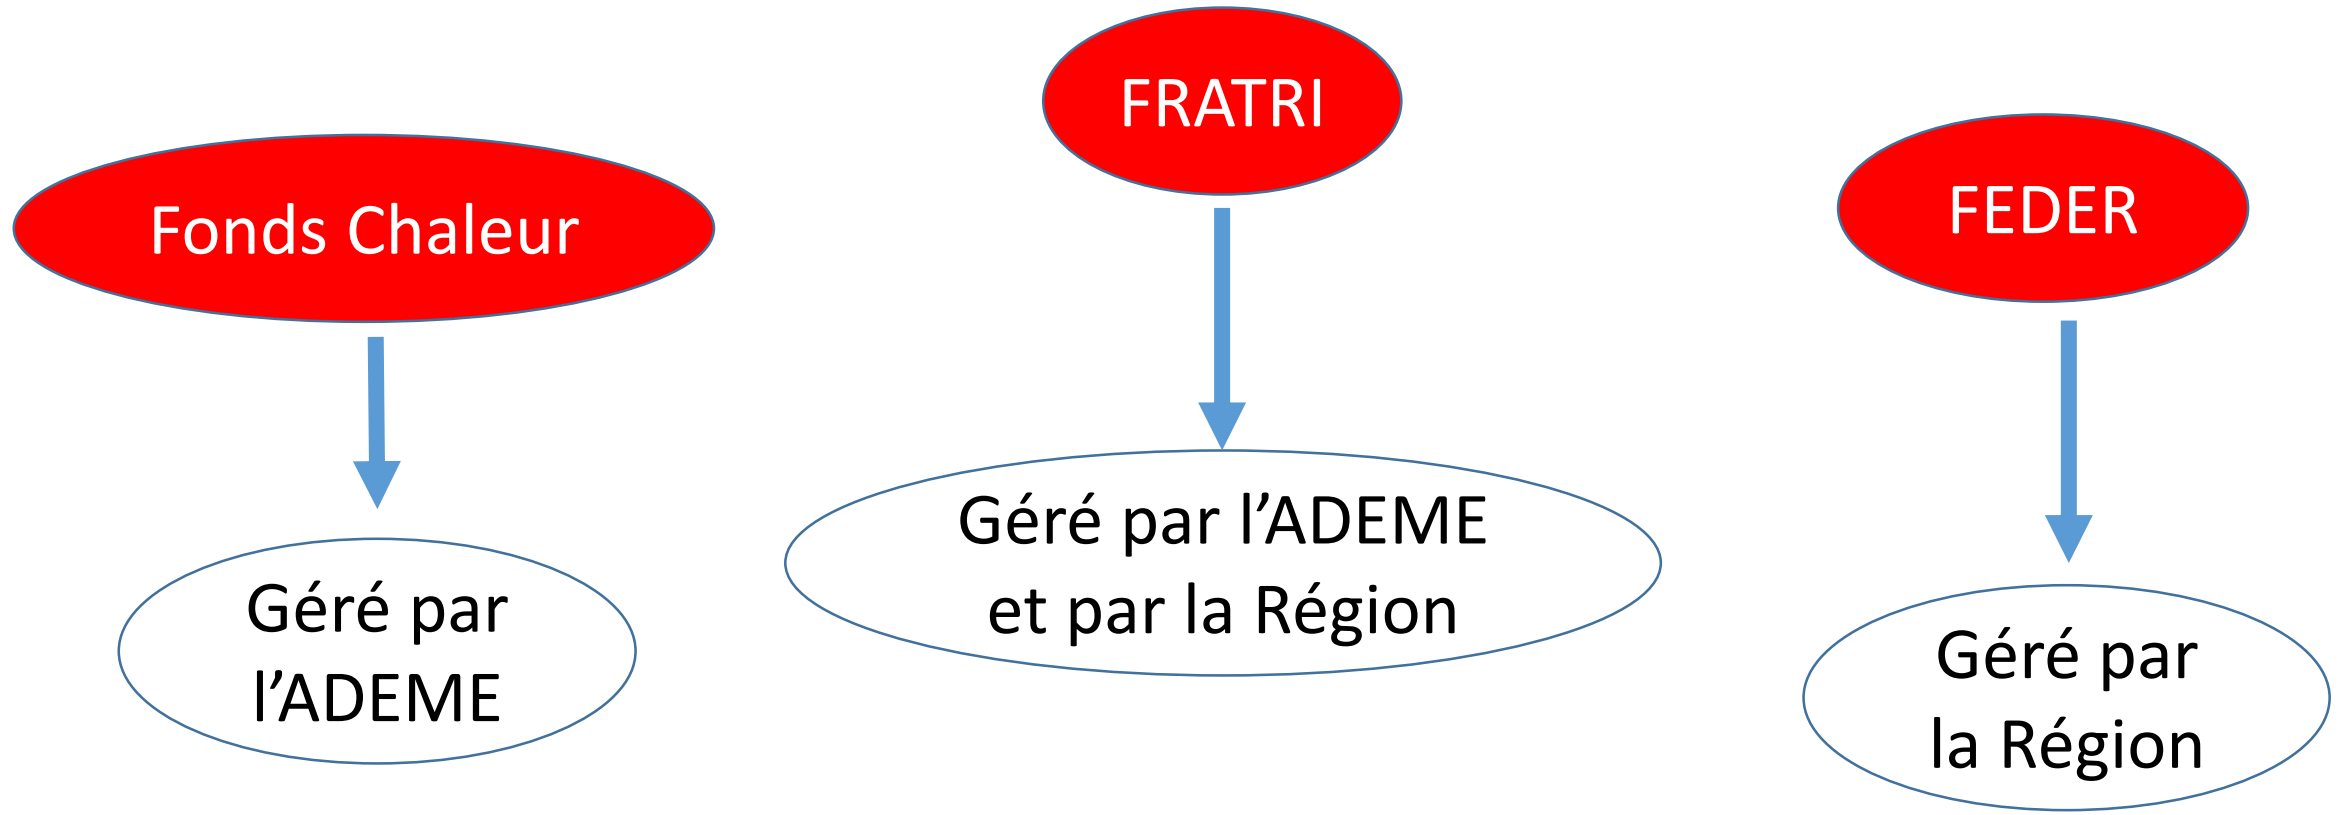 Fonds Chaleur
Géré par
l’ADEME
FRATRI
Géré par l’ADEME
et par la Région
FEDER
Géré par
la Région